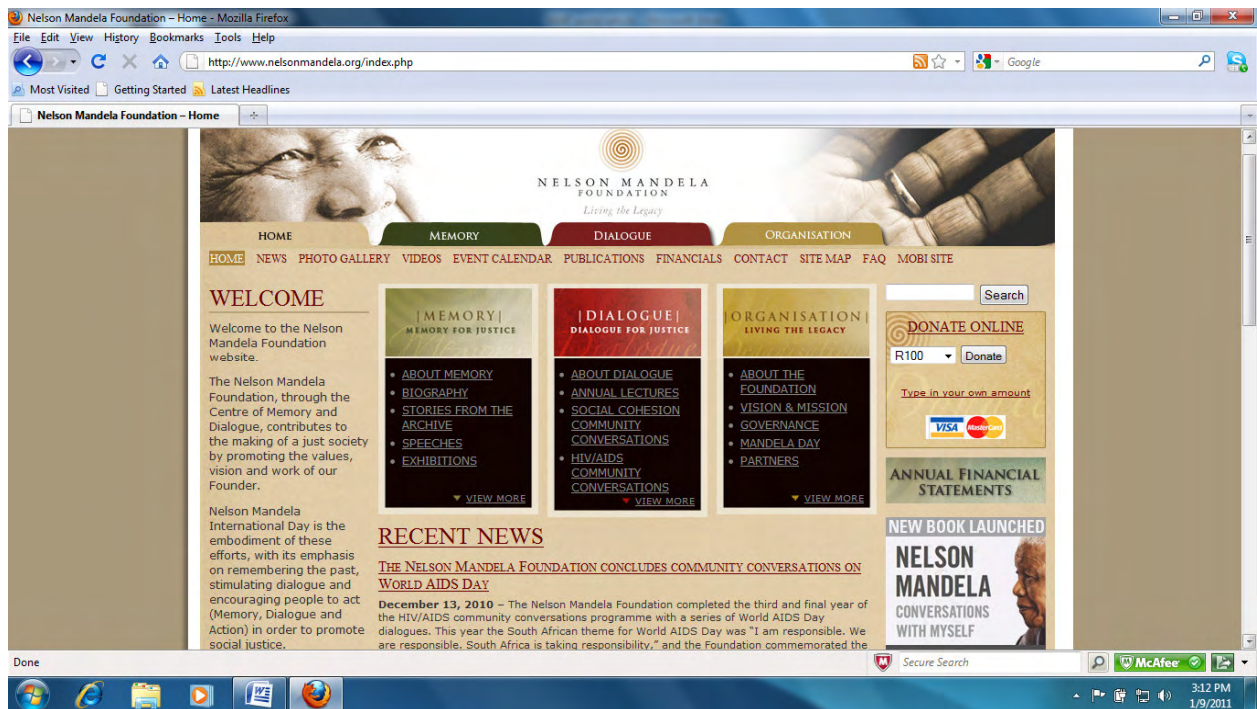 Nelson Mandela Foundation – Home - Mozilla Firefox
File Edit View History Bookmarks Tools Help
http://www.nelsonmandela.org/index.php
Google
Most Visited Getting Started Latest Headlines
Nelson Mandela Foundation – Home
NELSON MANDELA
FOUNDATION
Living the Legacy
HOME MEMORY DIALOGUE ORGANISATION
HOME NEWS PHOTO GALLERY VIDEOS EVENT CALENDAR PUBLICATIONS FINANCIALS CONTACT SITE MAP FAQ MOBI SITE
WELCOME
Welcome to the Nelson
Mandela Foundation
website.
The Nelson Mandela
Foundation, through the
Centre of Memory and
Dialogue, contributes to
the making of a just society
by promoting the values,
vision and work of our
Founder.
Nelson Mandela
International Day is the
embodiment of these
efforts, with its emphasis
on remembering the past,
stimulating dialogue and
encouraging people to act
(Memory, Dialogue and
Action) in order to promote
social justice.
|MEMORY|
MEMORY FOR JUSTICE
• ABOUT MEMORY
• BIOGRAPHY
• STORIES FROM THE
ARCHIVE
• SPEECHES
• EXHIBITIONS
VIEW MORE
|DIALOGUE|
DIALOGUE FOR JUSTICE
• ABOUT DIALOGUE
• ANNUAL LECTURES
• SOCIAL COHESION
COMMUNITY
CONVERSATIONS
• HIV/AIDS
COMMUNITY
CONVERSATIONS
VIEW MORE
|ORGANISATION|
LIVING THE LEGACY
• ABOUT THE
FOUNDATION
• VISION & MISSION
• GOVERNANCE
• MANDELA DAY
• PARTNERS
VIEW MORE
RECENT NEWS
THE NELSON MANDELA FOUNDATION CONCLUDES COMMUNITY CONVERSATIONS ON
WORLD AIDS DAY
December 13, 2010 – The Nelson Mandela Foundation completed the third and final year of
the HIV/AIDS community conversations programme with a series of World AIDS Day
dialogues. This year the South African theme for World AIDS Day was "I am responsible. We
are responsible. South Africa is taking responsibility," and the Foundation commemorated the
Search
DONATE ONLINE
R100 Donate
Type in your own amount
VISA MasterCard
ANNUAL FINANCIAL
STATEMENTS
NEW BOOK LAUNCHED
NELSON
MANDELA
CONVERSATIONS
WITH MYSELF
Done
Secure Search
McAfee
3:12 PM
1/9/2011